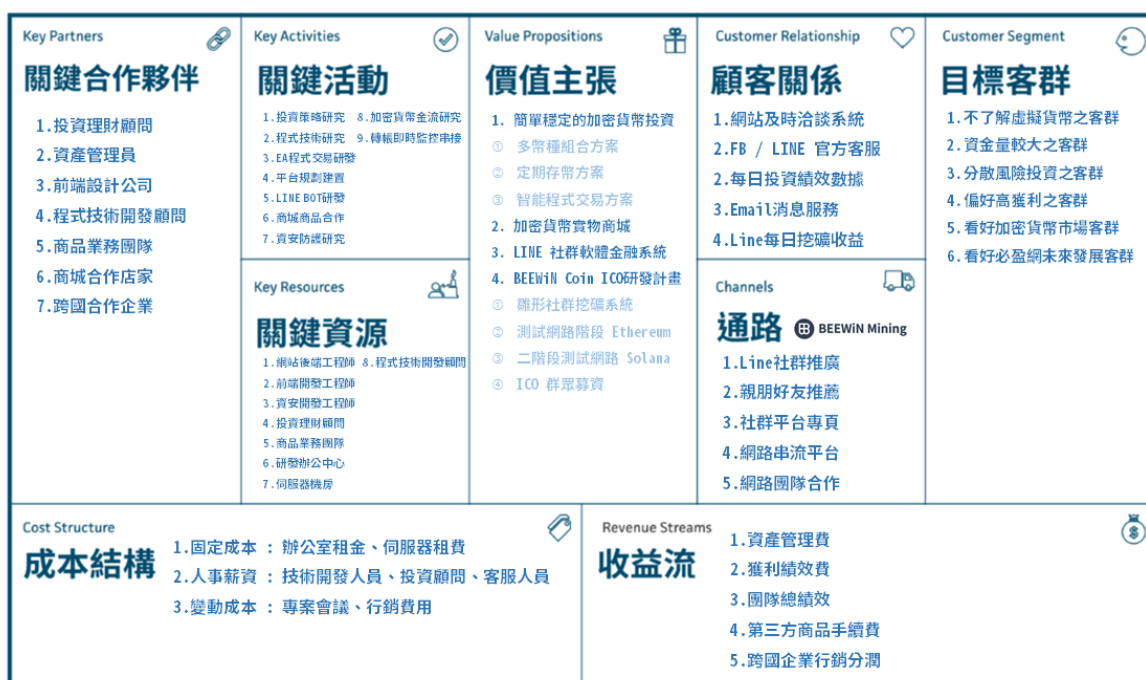 Key Partners
關鍵合作夥伴
1.投資理財顧問
2.資產管理員
3.前端設計公司
4.程式技術開發顧問
5.商品業務團隊
6.商城合作店家
7.跨國合作企業
Key Activities
關鍵活動
1.投資策略研究 8.加密貨幣金流研究
2.程式技術研究 9.轉帳即時監控串接
3.EA程式交易研發
4.平台規劃建置
5.LINE BOT研發
6.商城商品合作
7.資安防護研究
Key Resources
關鍵資源
1.網站後端工程師 8.程式技術開發顧問
2.前端開發工程師
3.資安開發工程師
4.投資理財顧問
5.商品業務團隊
6.研發辦公中心
7.伺服器機房
Value Propositions
價值主張
1. 簡單穩定的加密貨幣投資
① 多幣種組合方案
② 定期存幣方案
③ 智能程式交易方案
2. 加密貨幣實物商城
3. LINE 社群軟體金融系統
4. BEEWiN Coin ICO研發計畫
① 雛形社群挖礦系統
② 測試網路階段 Ethereum
③ 二階段測試網路 Solana
④ ICO 群眾募資
Customer Relationship
顧客關係
1.網站及時洽談系統
2.FB / LINE 官方客服
2.每日投資績效數據
3.Email消息服務
4.Line每日挖礦收益
Channels
通路 BEEWiN Mining
1.Line社群推廣
2.親朋好友推薦
3.社群平台專頁
4.網路串流平台
5.網路團隊合作
Customer Segment
目標客群
1.不了解虛擬貨幣之客群
2.資金量較大之客群
3.分散風險投資之客群
4.偏好高獲利之客群
5.看好加密貨幣市場客群
6.看好必盈網未來發展客群
Cost Structure
成本結構
1.固定成本 : 辦公室租金、伺服器租費
2.人事薪資 : 技術開發人員、投資顧問、客服人員
3.變動成本 : 專案會議、行銷費用
Revenue Streams
收益流
1.資產管理費
2.獲利績效費
3.團隊總績效
4.第三方商品手續費
5.跨國企業行銷分潤